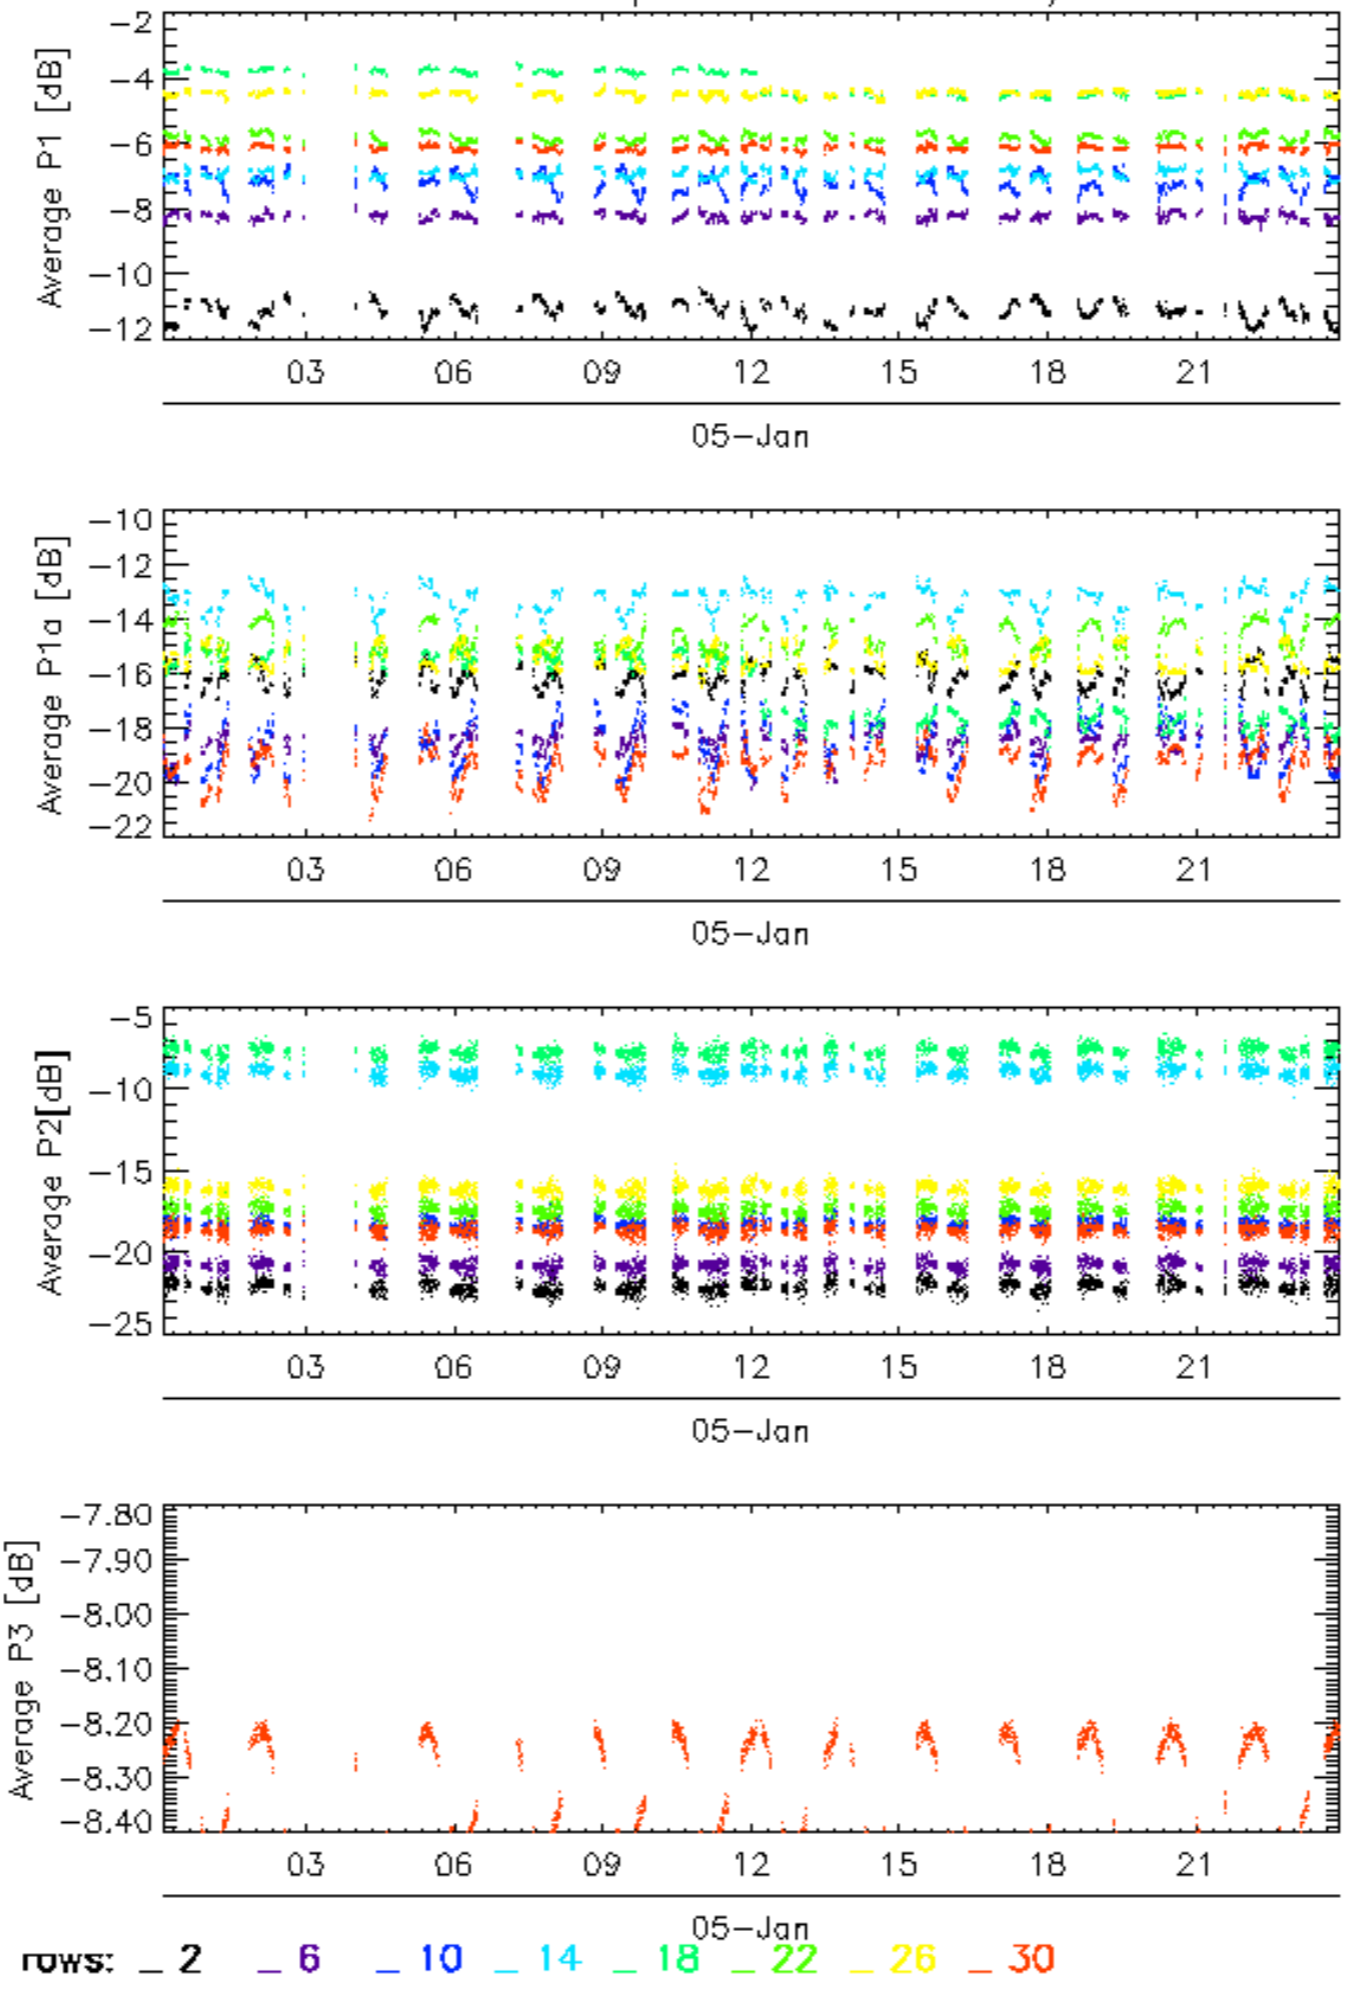 Average P1 [dB]
−2
−4
−6
−8
−10
−12
03 06 09 12 15 18 21
05−Jan
Average P1a [dB]
−10
−12
−14
−16
−18
−20
−22
03 06 09 12 15 18 21
05−Jan
Average P2[dB]
−5
−10
−15
−20
−25
03 06 09 12 15 18 21
05−Jan
Average P3 [dB]
−7.80
−7.90
−8.00
−8.10
−8.20
−8.30
−8.40
03 06 09 12 15 18 21
05−Jan
rows: _ 2 _ 6 _ 10 _ 14 _ 18 _ 22 _ 26 _ 30